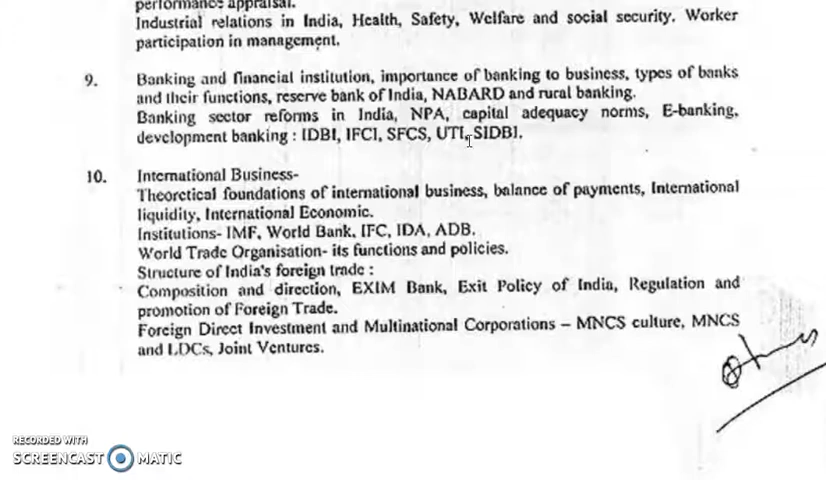 performance appraisal.
Industrial relations in India, Health, Safety, Welfare and social security, Worker
participation in management.
9. Banking and financial institution, importance of banking to business, types of banks
and their functions, reserve bank of India, NABARD and rural banking.
Banking sector reforms in India, NPA, capital adequacy norms, E-banking,
development banking : IDBI, IFCI, SFCS, UTI, SIDBI.
10. International Business-
Theoretical foundations of international business, balance of payments, International
liquidity, International Economic.
Institutions- IMF, World Bank, IFC, IDA, ADB.
World Trade Organisation- its functions and policies.
Structure of India's foreign trade :
Composition and direction, EXIM Bank, Exit Policy of India, Regulation and
promotion of Foreign Trade.
Foreign Direct Investment and Multinational Corporations – MNCS culture, MNCS
and LDCs, Joint Ventures.
RECORDED WITH
SCREENCAST MATIC